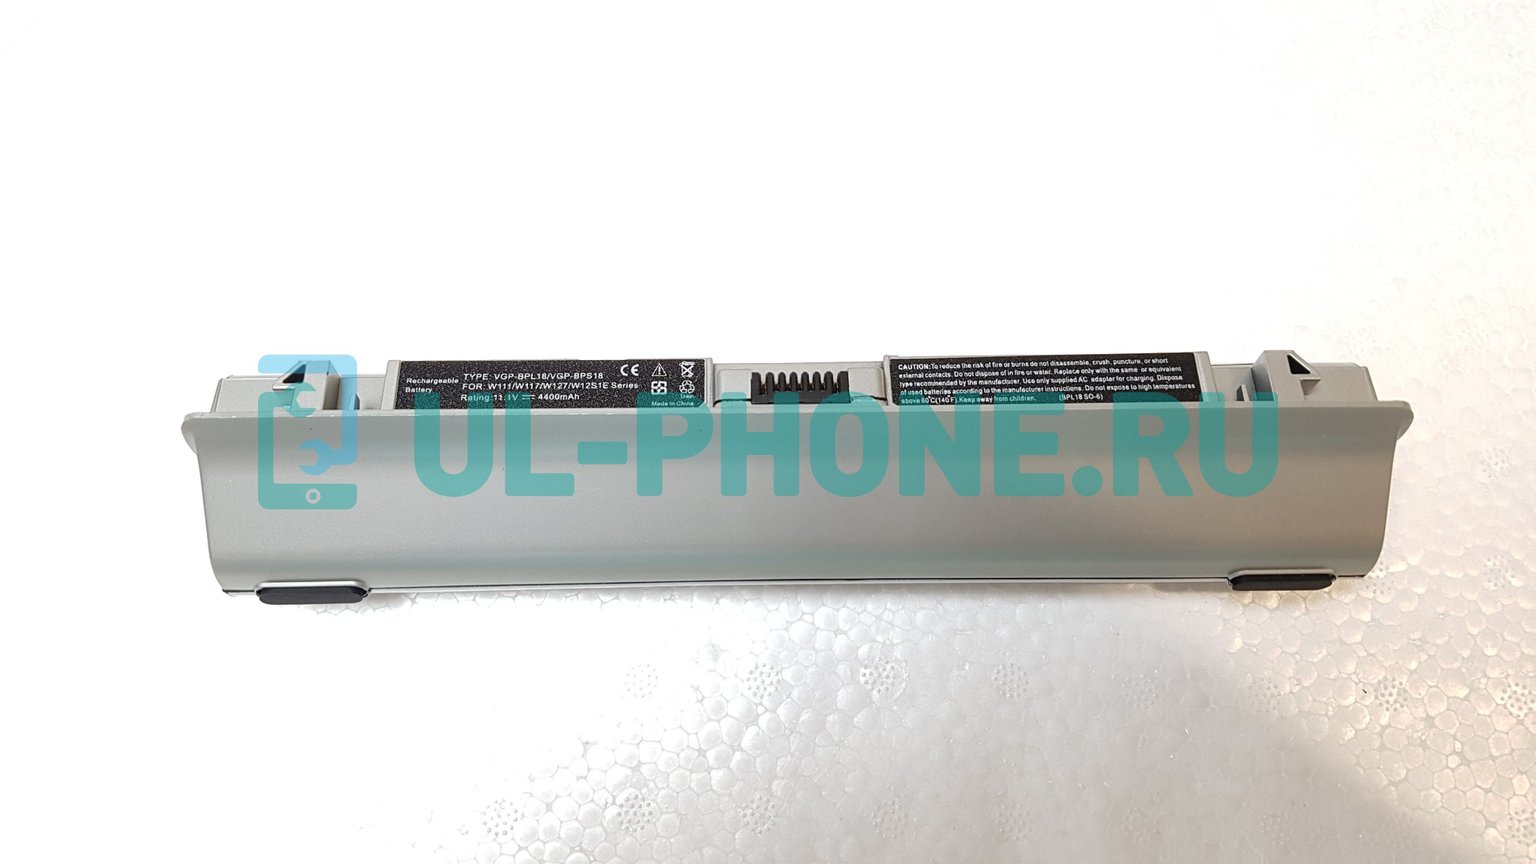 Rechargeable
Battery
TYPE: VGP-BPL18/VGP-BPS18
FOR: W111/W117/W127/W12S1E Series
Rating: 11.1V 4400mAh
CE
Li-ion
Made in China
CAUTION: To reduce the risk of fire or burns do not disassemble, crush, puncture, or short
external contacts. Do not dispose of in fire or water. Replace only with the same or equivalent
type recommended by the manufacturer. Use only supplied AC adapter for charging. Dispose
of used batteries according to the manufacturer instructions. Do not expose to high temperatures
above 60°C(140°F). Keep away from children. (BPL18 SO-6)
UL-PHONE.RU